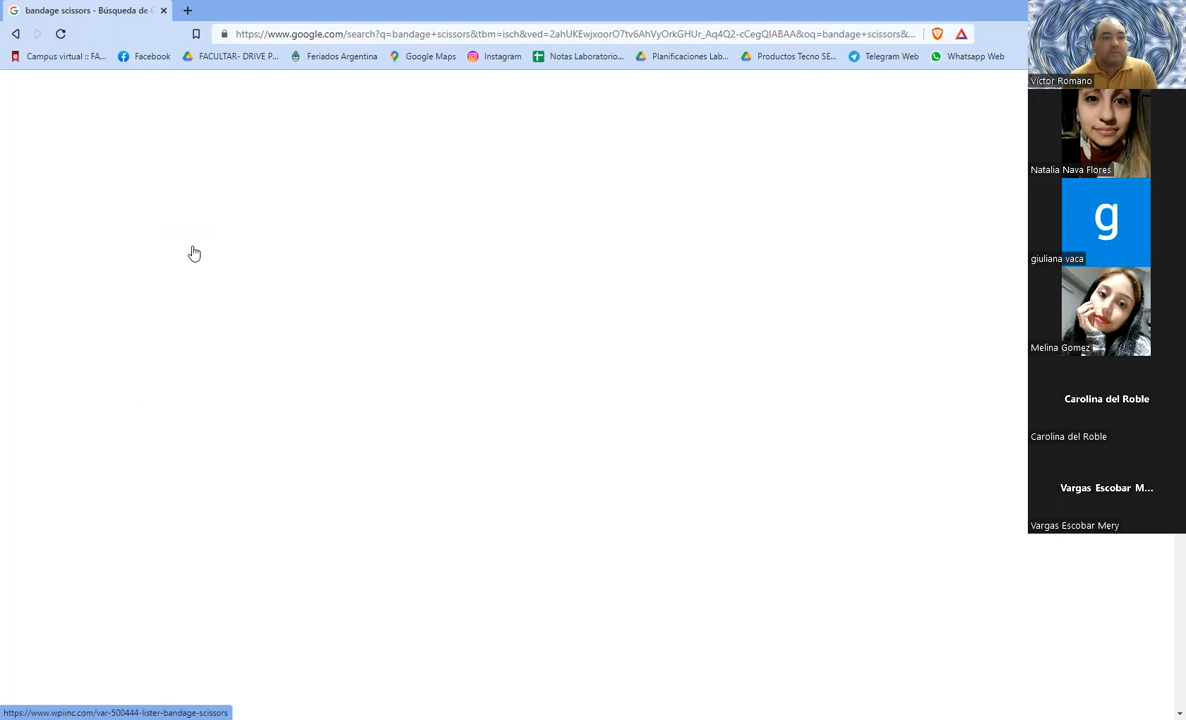 bandage scissors - Búsqueda de G
https://www.google.com/search?q=bandage+scissors&tbm=isch&ved=2ahUKEwjxoorO7tv6AhVyOrkGHUr_Aq4Q2-cCegQIABAA&oq=bandage+scissors&...
Campus virtual :: FA...
Facebook
FACULTAR- DRIVE P...
Feriados Argentina
Google Maps
Instagram
Notas Laboratorio...
Planificaciones Lab...
Productos Tecno SE...
Telegram Web
Whatsapp Web
Victor Romano
Natalia Nava Flores
g
giuliana vaca
Melina Gomez
Carolina del Roble
Carolina del Roble
Vargas Escobar M...
Vargas Escobar Mery
https://www.wpiinc.com/var-500444-lister-bandage-scissors